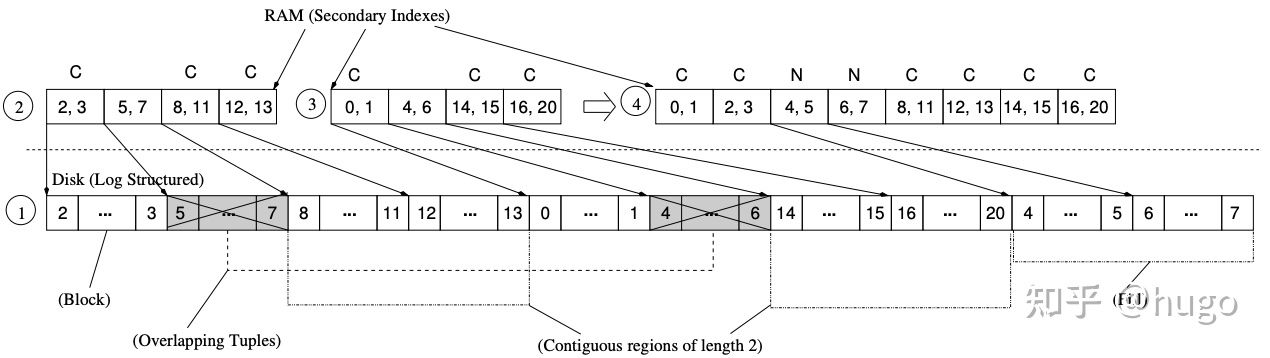 RAM (Secondary Indexes)
C C C C C C C C N N C C C C
2 2, 3 5, 7 8, 11 12, 13 3 0, 1 4, 6 14, 15 16, 20 4 0, 1 2, 3 4, 5 6, 7 8, 11 12, 13 14, 15 16, 20
Disk (Log Structured)
1 2 ... 3 5 ... 7 8 ... 11 12 ... 13 0 ... 1 4 ... 6 14 ... 15 16 ... 20 4 ... 5 6 ... 7
(Block)
知乎 @hugo
(Overlapping Tuples)
(Contiguous regions of length 2)